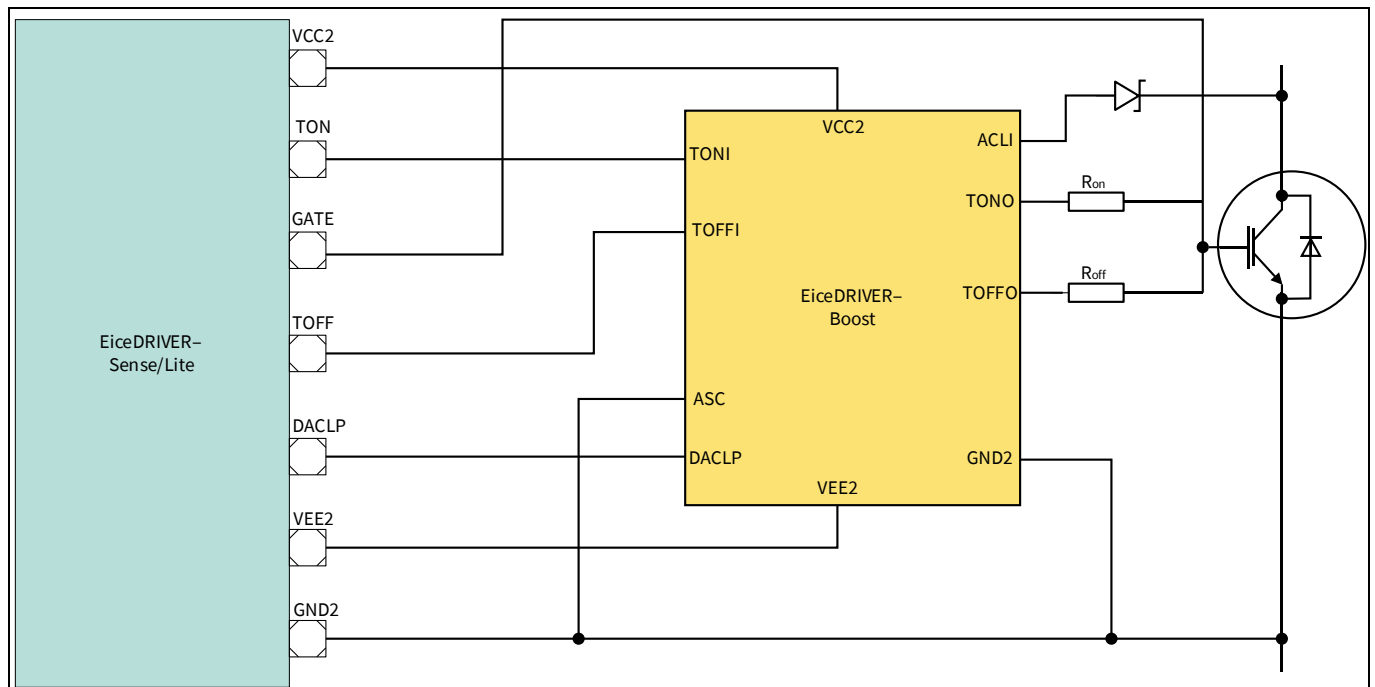 VCC2
TON
GATE
TOFF
DACLP
VEE2
GND2
EiceDRIVER–
Sense/Lite
VCC2
TONI
TOFFI
ASC
DACLP
VEE2
ACLI
TONO
TOFFO
GND2
EiceDRIVER–
Boost
Ron
Roff